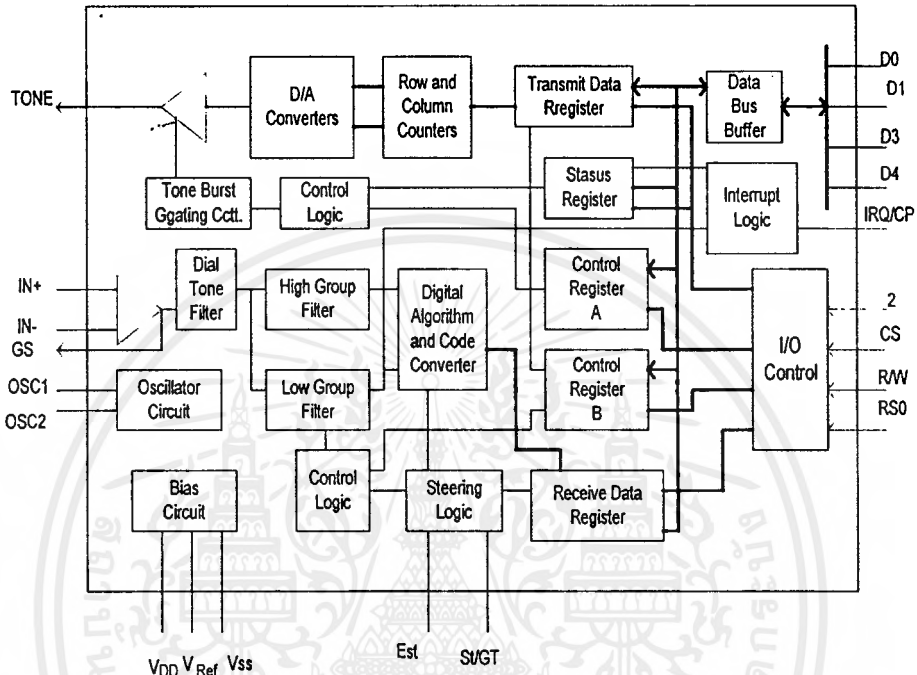 TONE
D/A
Converters
Row and
Column
Counters
Transmit Data
Rregister
Data
Bus
Buffer
D0
D1
D3
D4
Tone Burst
Ggating Cctt.
Control
Logic
Stasus
Register
Interrupt
Logic
IRQ/CP
IN+
IN-
GS
OSC1
OSC2
Dial
Tone
Filter
High Group
Filter
Low Group
Filter
Digital
Algorithm
and Code
Converter
Control
Register
A
Control
Register
B
I/O
Control
2
CS
R/W
RS0
Oscillator
Circuit
Bias
Circuit
Control
Logic
Steering
Logic
Receive Data
Register
VDD
VRef
Vss
Est
St/GT